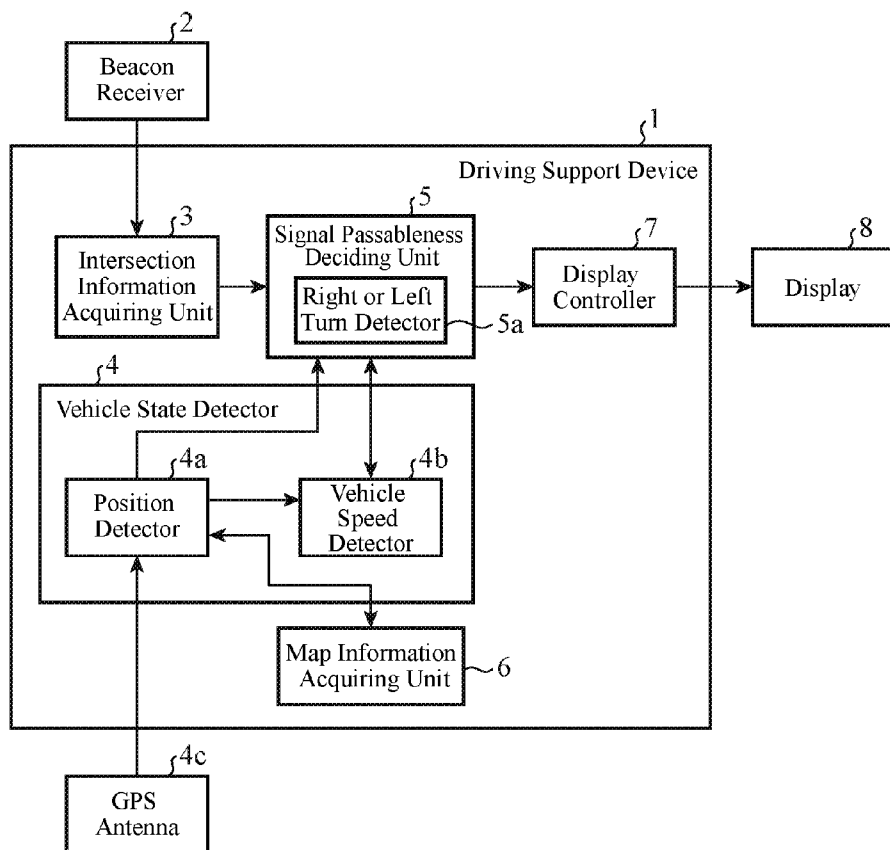 2
Beacon
Receiver
1
Driving Support Device
3
Intersection
Information
Acquiring Unit
5
Signal Passableness
Deciding Unit
Right or Left
Turn Detector
5a
7
Display
Controller
8
Display
4
Vehicle State Detector
4a
Position
Detector
4b
Vehicle
Speed
Detector
Map Information
Acquiring Unit
6
4c
GPS
Antenna